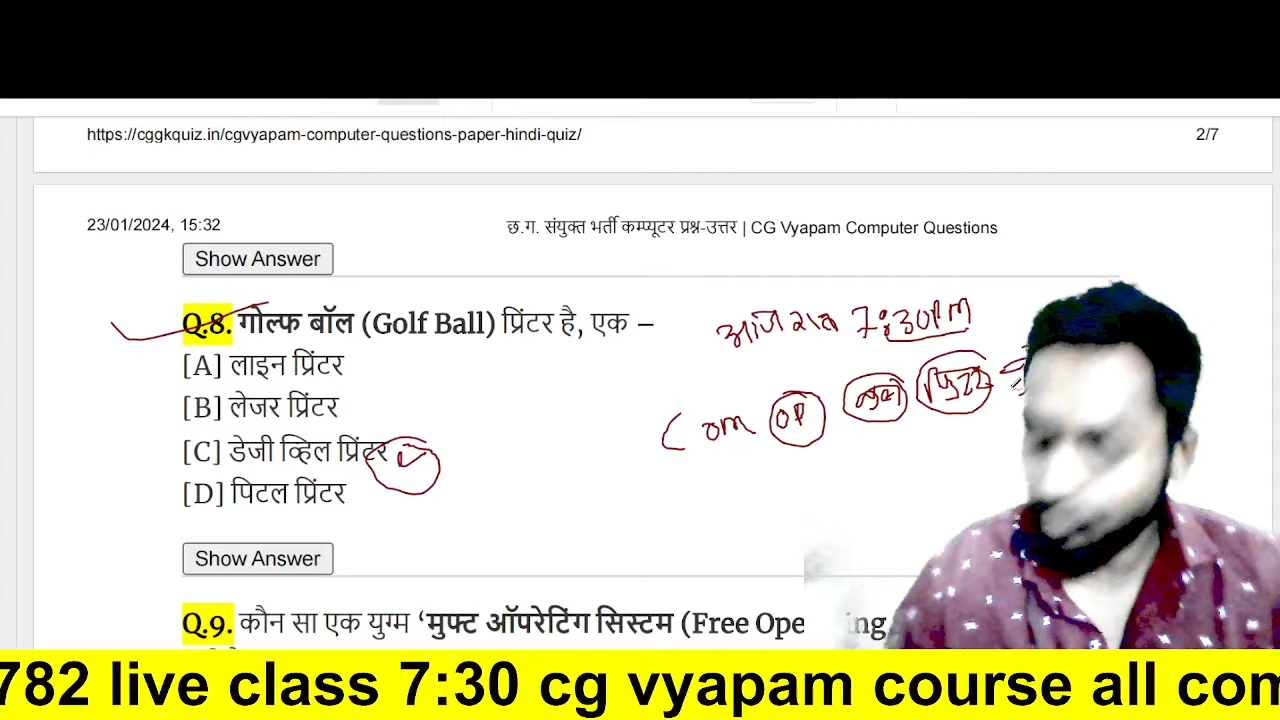 https://cggkquiz.in/cgvyapam-computer-questions-paper-hindi-quiz/ 2/7
23/01/2024, 15:32 छ.ग. संयुक्त भर्ती कम्प्यूटर प्रश्न-उत्तर | CG Vyapam Computer Questions
Show Answer
Q.8. गोल्फ बॉल (Golf Ball) प्रिंटर है, एक –
आज रात 7:30PM
[A] लाइन प्रिंटर
[B] लेजर प्रिंटर
[C] डेजी व्हिल प्रिंटर
[D] पिटल प्रिंटर
Show Answer
Q.9. कौन सा एक युग्म ‘मुफ्ट ऑपरेटिंग सिस्टम (Free Ope ing
782 live class 7:30 cg vyapam course all com